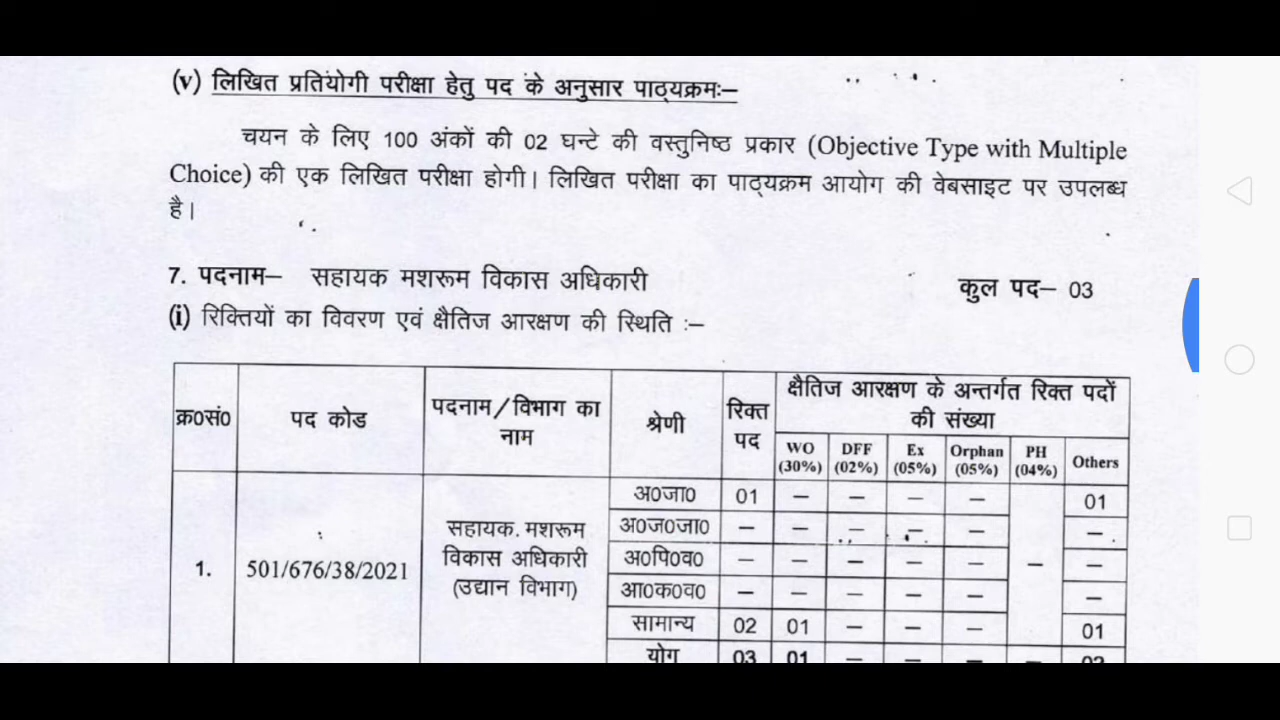 (v) लिखित प्रतियोगी परीक्षा हेतु पद के अनुसार पाठ्यक्रमः–
चयन के लिए 100 अंकों की 02 घन्टे की वस्तुनिष्ठ प्रकार (Objective Type with Multiple
Choice) की एक लिखित परीक्षा होगी। लिखित परीक्षा का पाठ्यक्रम आयोग की वेबसाइट पर उपलब्ध
है।
7. पदनाम– सहायक मशरूम विकास अधिकारी कुल पद– 03
(i) रिक्तियों का विवरण एवं क्षैतिज आरक्षण की स्थिति :–
क्र0सं0 पद कोड पदनाम/विभाग का नाम श्रेणी रिक्त पद क्षैतिज आरक्षण के अन्तर्गत रिक्त पदों की संख्या
WO (30%) DFF (02%) Ex (05%) Orphan (05%) PH (04%) Others
1. 501/676/38/2021 सहायक. मशरूम विकास अधिकारी (उद्यान विभाग)
अ0जा0 01 – – – – 01
अ0ज0जा0 – – – – – –
अ0पि0व0 – – – – – – –
आ0क0व0 – – – – – –
सामान्य 02 01 – – – 01
योग 03 01 – – – – 02